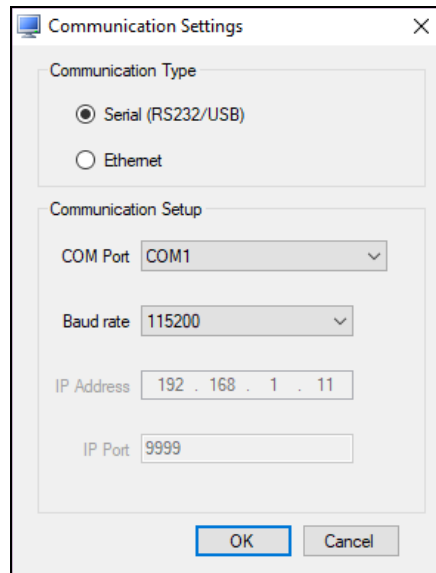 Communication Settings
Communication Type
Serial (RS232/USB)
Ethernet
Communication Setup
COM Port COM1
Baud rate 115200
IP Address 192 . 168 . 1 . 11
IP Port 9999
OK Cancel